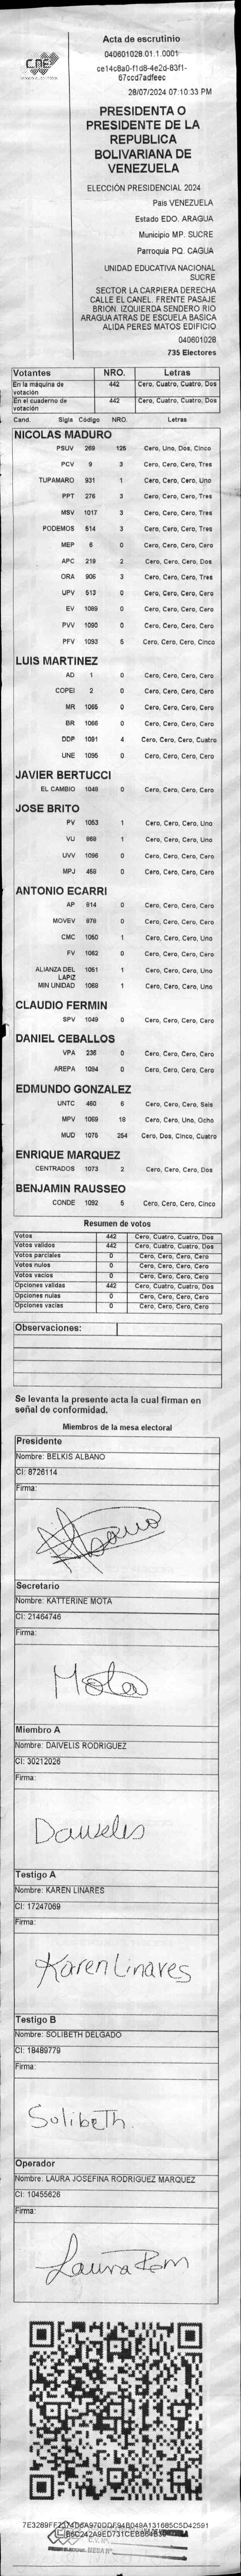 CNE
Acta de escrutinio
040601028.01.1.0001
ce14c8a0-f1d8-4e2d-83f1-
67ccd7adfeec
28/07/2024 07:10:33 PM
PRESIDENTA O
PRESIDENTE DE LA
REPUBLICA
BOLIVARIANA DE
VENEZUELA
ELECCIÓN PRESIDENCIAL 2024
Pais VENEZUELA
Estado EDO. ARAGUA
Municipio MP. SUCRE
Parroquia PQ. CAGUA
UNIDAD EDUCATIVA NACIONAL
SUCRE
SECTOR LA CARPIERA DERECHA
CALLE EL CANEL. FRENTE PASAJE
BRION. IZQUIERDA SENDERO RIO
ARAGUA ATRAS DE ESCUELA BASICA
ALIDA PERES MATOS EDIFICIO
040601028
735 Electores
Votantes NRO. Letras
En la máquina de votación 442 Cero, Cuatro, Cuatro, Dos
En el cuaderno de votación 442 Cero, Cuatro, Cuatro, Dos
Cand. Sigla Código NRO. Letras
NICOLAS MADURO
PSUV 269 125 Cero, Uno, Dos, Cinco
PCV 9 3 Cero, Cero, Cero, Tres
TUPAMARO 931 1 Cero, Cero, Cero, Uno
PPT 276 3 Cero, Cero, Cero, Tres
MSV 1017 3 Cero, Cero, Cero, Tres
PODEMOS 514 3 Cero, Cero, Cero, Tres
MEP 6 0 Cero, Cero, Cero, Cero
APC 219 2 Cero, Cero, Cero, Dos
ORA 906 3 Cero, Cero, Cero, Tres
UPV 513 0 Cero, Cero, Cero, Cero
EV 1089 0 Cero, Cero, Cero, Cero
PVV 1090 0 Cero, Cero, Cero, Cero
PFV 1093 5 Cero, Cero, Cero, Cinco
LUIS MARTINEZ
AD 1 0 Cero, Cero, Cero, Cero
COPEI 2 0 Cero, Cero, Cero, Cero
MR 1065 0 Cero, Cero, Cero, Cero
BR 1066 0 Cero, Cero, Cero, Cero
DDP 1091 4 Cero, Cero, Cero, Cuatro
UNE 1095 0 Cero, Cero, Cero, Cero
JAVIER BERTUCCI
EL CAMBIO 1048 0 Cero, Cero, Cero, Cero
JOSE BRITO
PV 1053 1 Cero, Cero, Cero, Uno
VU 868 1 Cero, Cero, Cero, Uno
UVV 1096 0 Cero, Cero, Cero, Cero
MPJ 458 0 Cero, Cero, Cero, Cero
ANTONIO ECARRI
AP 814 0 Cero, Cero, Cero, Cero
MOVEV 978 0 Cero, Cero, Cero, Cero
CMC 1050 1 Cero, Cero, Cero, Uno
FV 1062 0 Cero, Cero, Cero, Cero
ALIANZA DEL LAPIZ 1051 1 Cero, Cero, Cero, Uno
MIN UNIDAD 1068 1 Cero, Cero, Cero, Uno
CLAUDIO FERMIN
SPV 1049 0 Cero, Cero, Cero, Cero
DANIEL CEBALLOS
VPA 236 0 Cero, Cero, Cero, Cero
AREPA 1094 0 Cero, Cero, Cero, Cero
EDMUNDO GONZALEZ
UNTC 460 6 Cero, Cero, Cero, Seis
MPV 1069 18 Cero, Cero, Uno, Ocho
MUD 1076 254 Cero, Dos, Cinco, Cuatro
ENRIQUE MARQUEZ
CENTRADOS 1073 2 Cero, Cero, Cero, Dos
BENJAMIN RAUSSEO
CONDE 1092 5 Cero, Cero, Cero, Cinco
Resumen de votos
Votos 442 Cero, Cuatro, Cuatro, Dos
Votos validos 442 Cero, Cuatro, Cuatro, Dos
Votos parciales 0 Cero, Cero, Cero, Cero
Votos nulos 0 Cero, Cero, Cero, Cero
Votos vacios 0 Cero, Cero, Cero, Cero
Opciones validas 442 Cero, Cuatro, Cuatro, Dos
Opciones nulas 0 Cero, Cero, Cero, Cero
Opciones vacias 0 Cero, Cero, Cero, Cero
Observaciones:
Se levanta la presente acta la cual firman en
señal de conformidad.
Miembros de la mesa electoral
Presidente
Nombre: BELKIS ALBANO
CI: 8726114
Firma:
Secretario
Nombre: KATTERINE MOTA
CI: 21464746
Firma:
Mota
Miembro A
Nombre: DAIVELIS RODRIGUEZ
CI: 30212026
Firma:
Daivelis
Testigo A
Nombre: KAREN LINARES
CI: 17247069
Firma:
Karen Linares
Testigo B
Nombre: SOLIBETH DELGADO
CI: 18489779
Firma:
Solibeth.
Operador
Nombre: LAURA JOSEFINA RODRIGUEZ MARQUEZ
CI: 10455626
Firma:
Laura